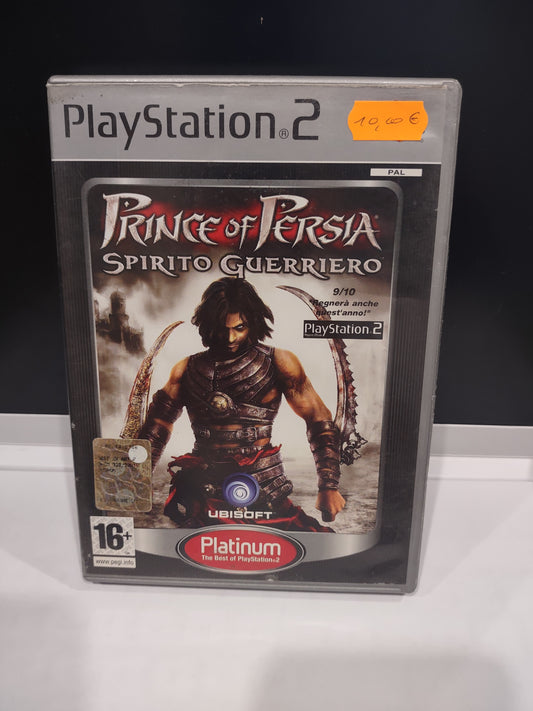 PlayStation®2
10,00 €
PAL
PRINCE OF PERSIA®
SPIRITO GUERRIERO
9/10
"Regnerà anche
quest'anno!"
PlayStation 2
UBISOFT
16+
www.pegi.info
Platinum
The Best of PlayStation®2